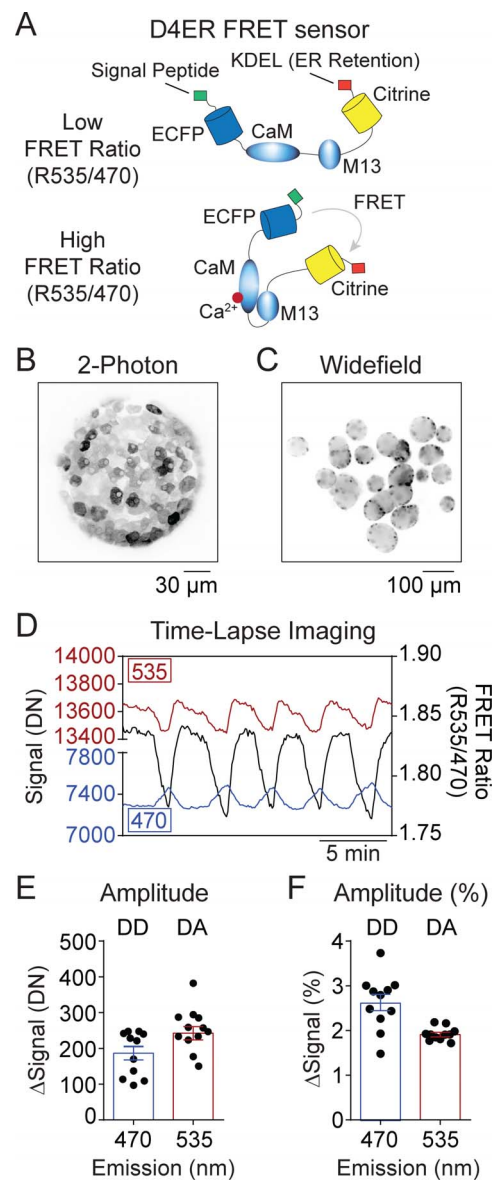 A
D4ER FRET sensor
Signal Peptide
KDEL (ER Retention)
Citrine
Low
FRET Ratio
(R535/470)
ECFP
CaM
M13
High
FRET Ratio
(R535/470)
ECFP
FRET
CaM
Citrine
Ca²⁺
M13
B
2-Photon
30 µm
C
Widefield
100 µm
D
Time-Lapse Imaging
Signal (DN)
14000
13800
13600
13400
7800
7400
7000
535
470
1.90
1.85
1.80
1.75
FRET Ratio
(R535/470)
5 min
E
Amplitude
DD DA
ΔSignal (DN)
500
400
300
200
100
0
470 535
Emission (nm)
F
Amplitude (%)
DD DA
ΔSignal (%)
4
3
2
1
0
470 535
Emission (nm)